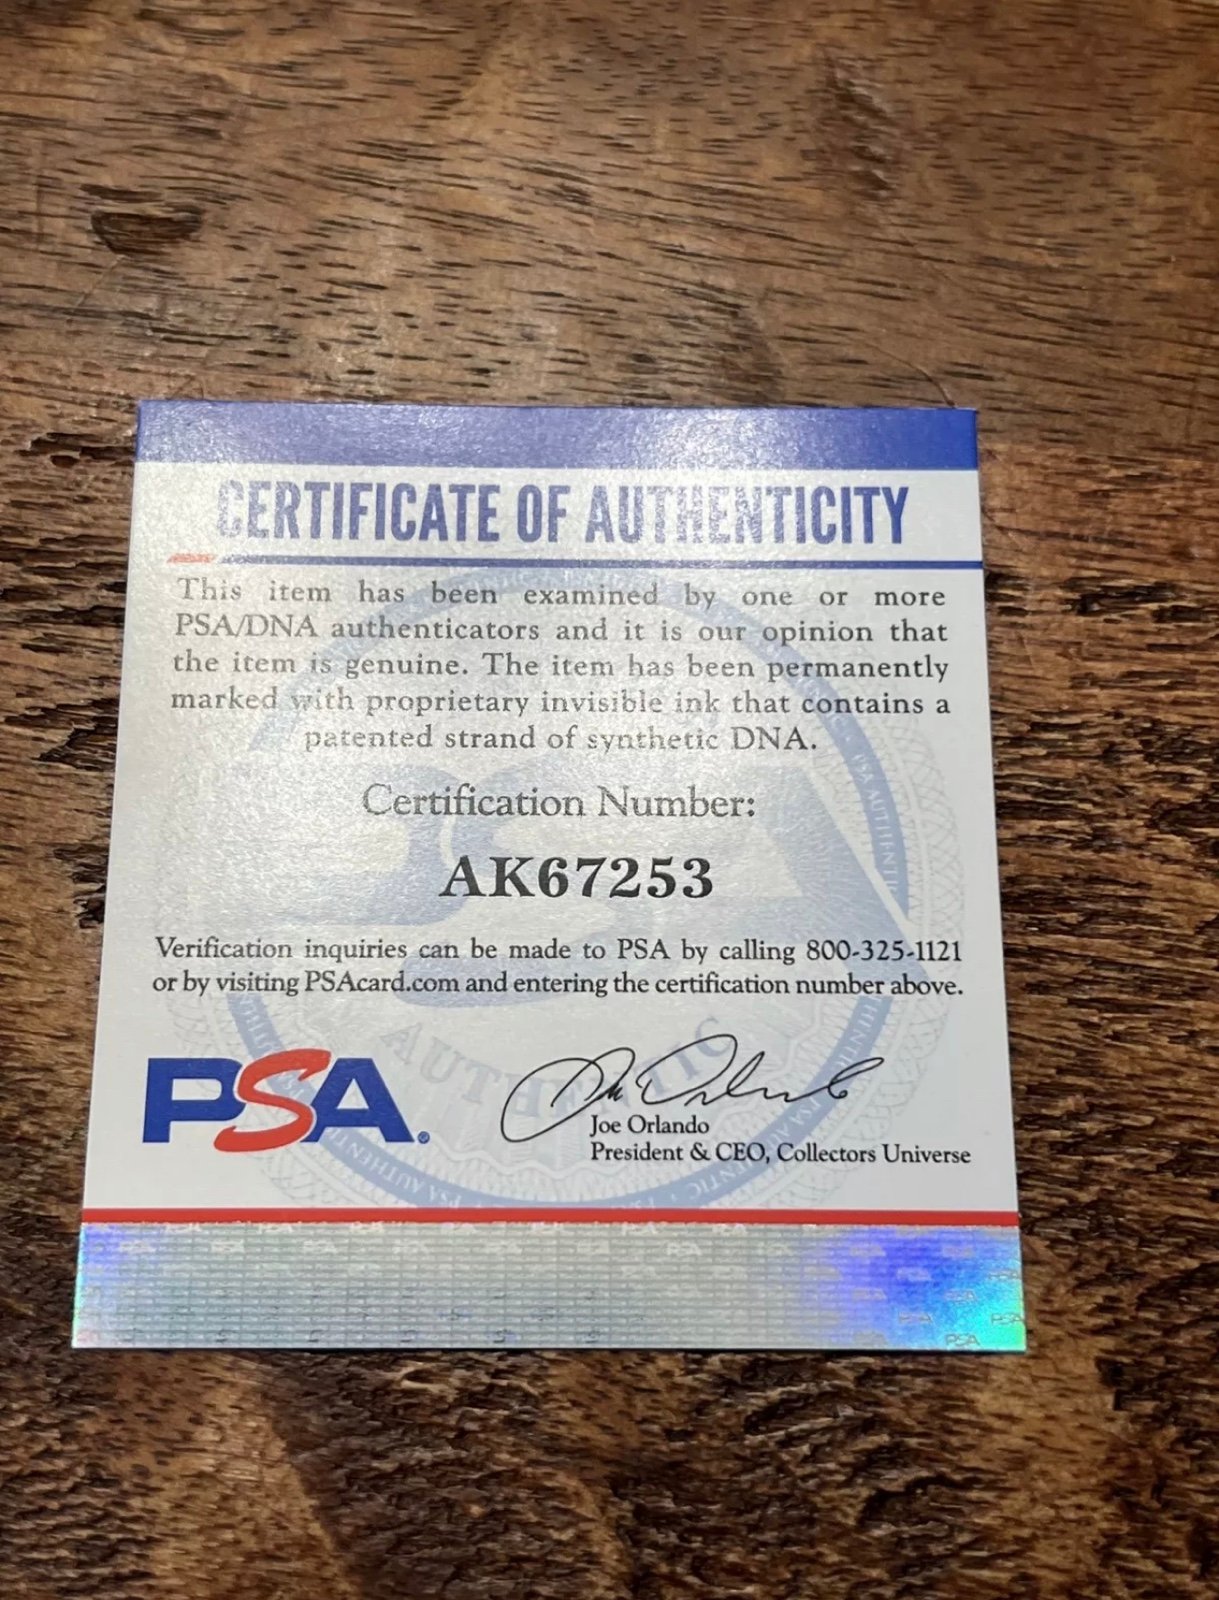 CERTIFICATE OF AUTHENTICITY
This item has been examined by one or more
PSA/DNA authenticators and it is our opinion that
the item is genuine. The item has been permanently
marked with proprietary invisible ink that contains a
patented strand of synthetic DNA.
Certification Number:
AK67253
Verification inquiries can be made to PSA by calling 800-325-1121
or by visiting PSAcard.com and entering the certification number above.
AUTHENTIC
PSA®
Joe Orlando
President & CEO, Collectors Universe